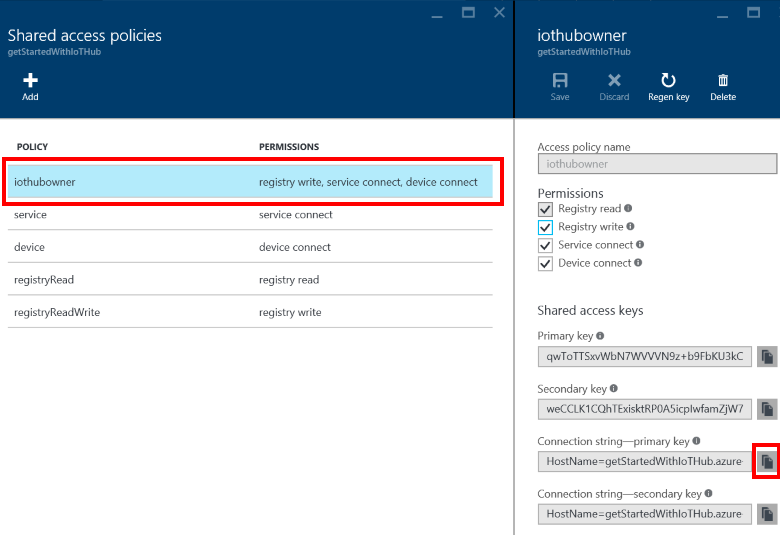 Shared access policies
getStartedWithIoTHub
Add
POLICY PERMISSIONS
iothubowner registry write, service connect, device connect
service service connect
device device connect
registryRead registry read
registryReadWrite registry write
iothubowner
getStartedWithIoTHub
Save Discard Regen key Delete
Access policy name
iothubowner
Permissions
Registry read
Registry write
Service connect
Device connect
Shared access keys
Primary key
qwToTTSxvWbN7WVVVN9z+b9FbKU3kC
Secondary key
weCCLK1CQhTExisktRP0A5icpIwfamZjW7
Connection string—primary key
HostName=getStartedWithIoTHub.azure
Connection string—secondary key
HostName=getStartedWithIoTHub.azure